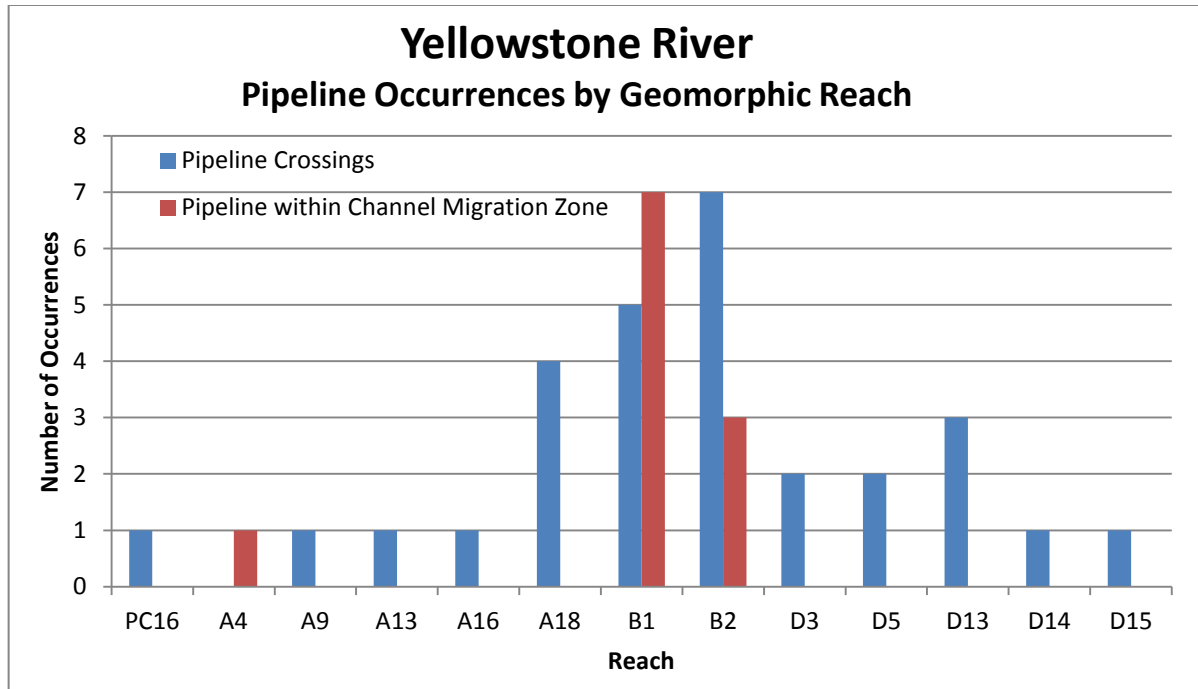 Yellowstone River
Pipeline Occurrences by Geomorphic Reach
8
7
6
5
4
3
2
1
0
Number of Occurrences
Pipeline Crossings
Pipeline within Channel Migration Zone
PC16 A4 A9 A13 A16 A18 B1 B2 D3 D5 D13 D14 D15
Reach